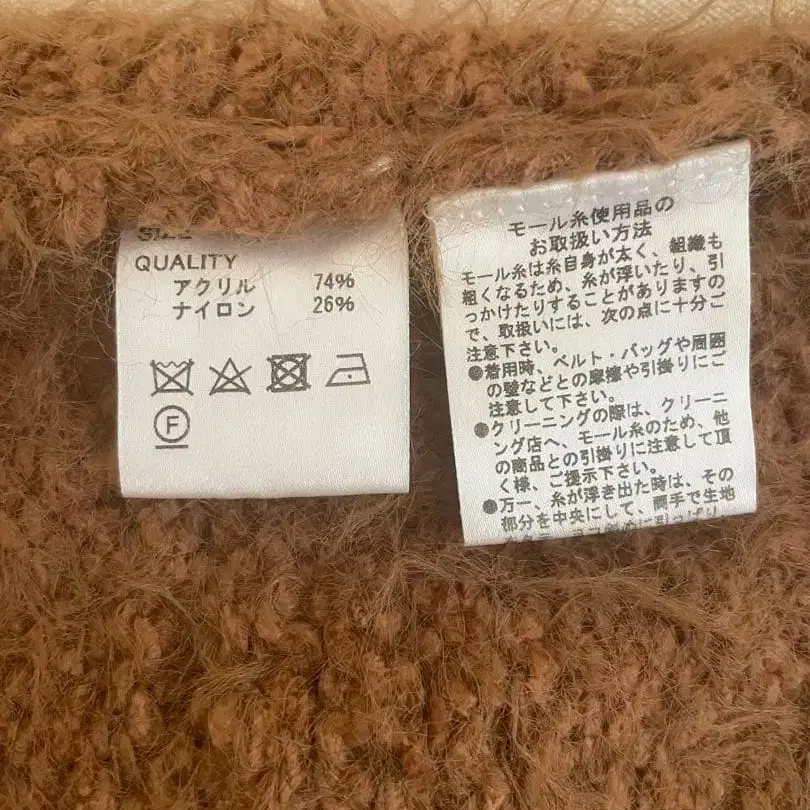 SIZE
QUALITY
アクリル 74%
ナイロン 26%
F
モール糸使用品の
お取扱い方法
モール糸は糸自身が太く、組織も
粗くなるため、糸が浮いたり、引
っかけたりすることがありますの
で、取扱いには、次の点に十分ご
注意下さい。
●着用時、ベルト・バッグや周囲
の壁などとの摩擦や引掛りにご
注意して下さい。
●クリーニングの際は、クリーニ
ング店へ、モール糸のため、他
の商品との引掛りに注意して頂
く様、ご提示下さい。
●万一、糸が浮き出た時は、その
部分を中央にして、両手で生地